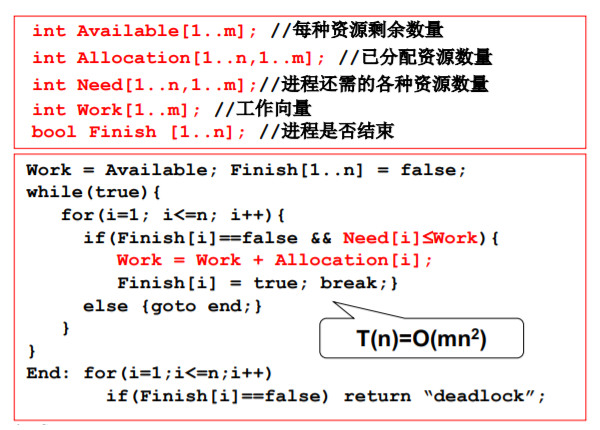 int Available[1..m]; //每种资源剩余数量
int Allocation[1..n,1..m]; //已分配资源数量
int Need[1..n,1..m];//进程还需的各种资源数量
int Work[1..m]; //工作向量
bool Finish [1..n]; //进程是否结束
Work = Available; Finish[1..n] = false;
while(true){
for(i=1; i<=n; i++){
if(Finish[i]==false && Need[i]≤Work){
Work = Work + Allocation[i];
Finish[i] = true; break;}
else {goto end;}
}
T(n)=O(mn²)
}
End: for(i=1;i<=n;i++)
if(Finish[i]==false) return “deadlock”;